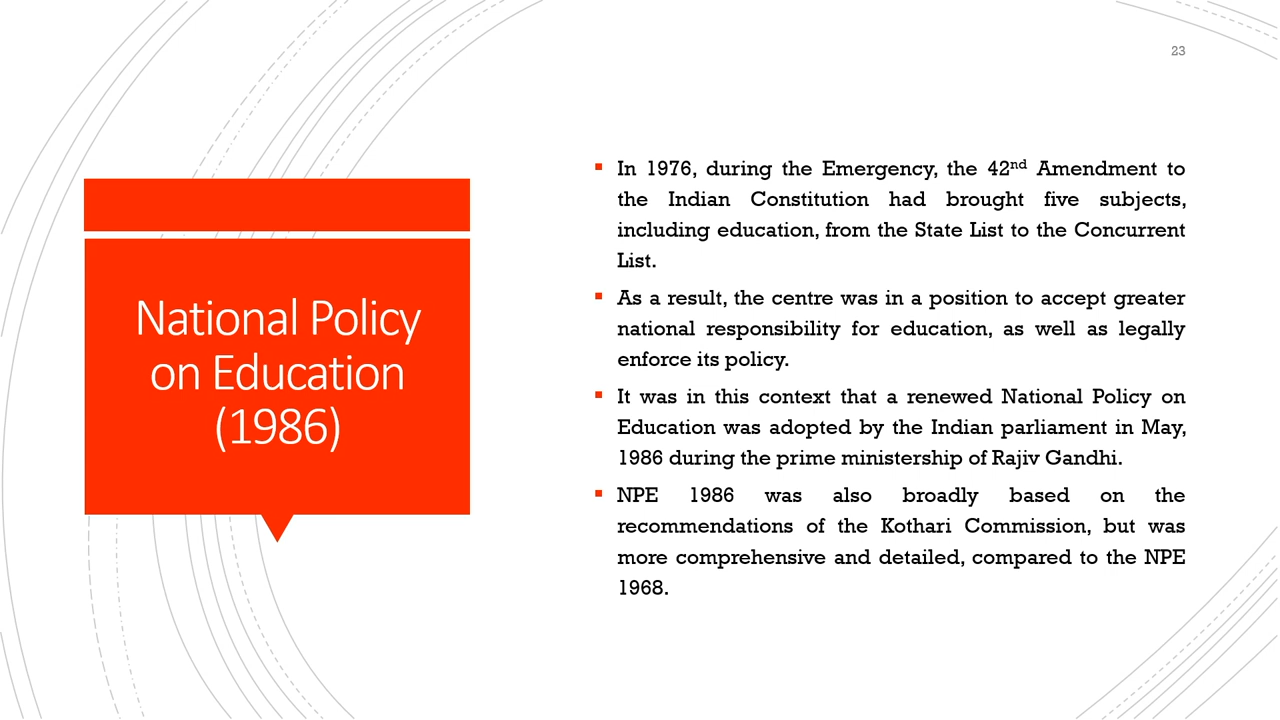 23
National Policy
on Education
(1986)
▪ In 1976, during the Emergency, the 42nd Amendment to
the Indian Constitution had brought five subjects,
including education, from the State List to the Concurrent
List.
▪ As a result, the centre was in a position to accept greater
national responsibility for education, as well as legally
enforce its policy.
▪ It was in this context that a renewed National Policy on
Education was adopted by the Indian parliament in May,
1986 during the prime ministership of Rajiv Gandhi.
▪ NPE 1986 was also broadly based on the
recommendations of the Kothari Commission, but was
more comprehensive and detailed, compared to the NPE
1968.